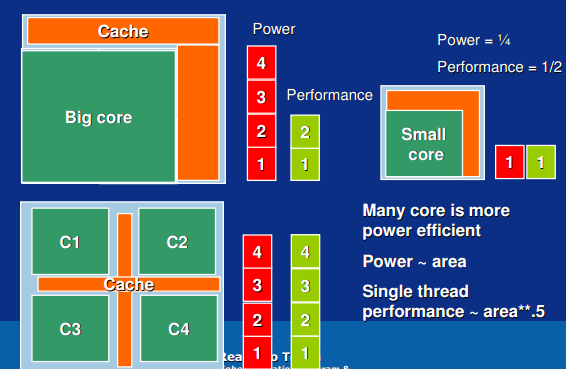 Cache
Power
Power = ¼
Performance = 1/2
Big core
4
3
2
1
Performance
2
1
Small
core
1
1
C1
C2
Cache
C3
C4
4
3
2
1
4
3
2
1
Many core is more
power efficient
Power ~ area
Single thread
performance ~ area**.5